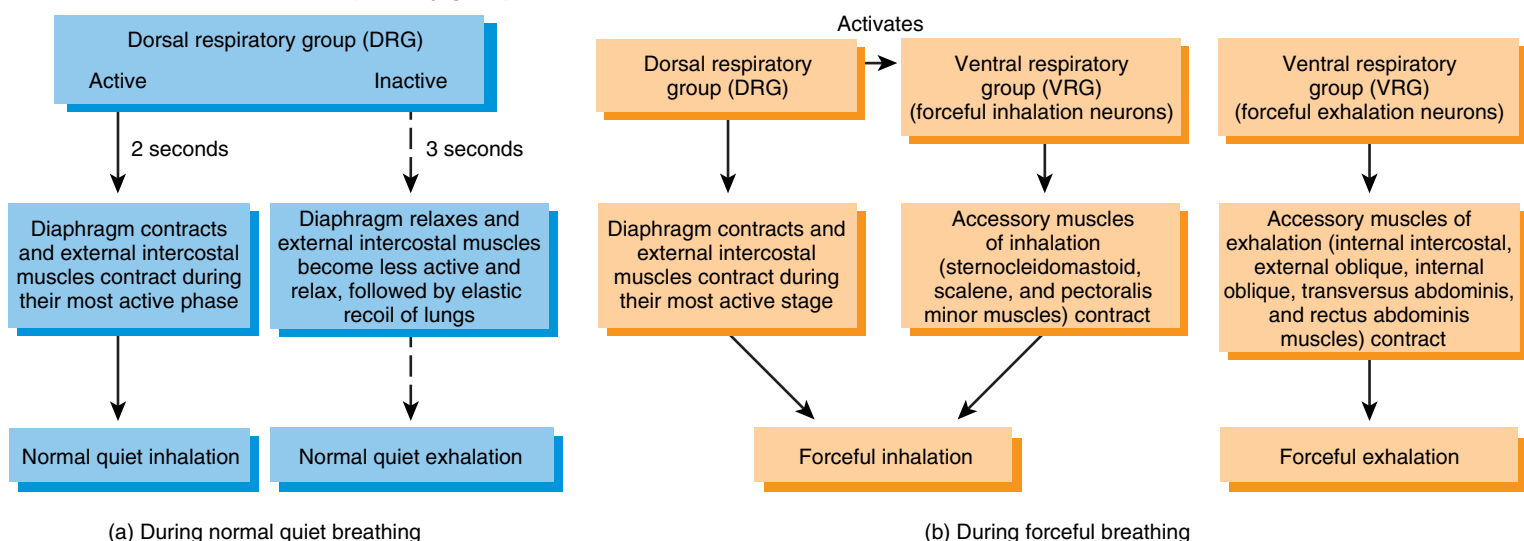 Dorsal respiratory group (DRG)
Active
Inactive
2 seconds
3 seconds
Diaphragm contracts
and external intercostal
muscles contract during
their most active phase
Diaphragm relaxes and
external intercostal muscles
become less active and
relax, followed by elastic
recoil of lungs
Normal quiet inhalation
Normal quiet exhalation
(a) During normal quiet breathing
Activates
Dorsal respiratory
group (DRG)
Ventral respiratory
group (VRG)
(forceful inhalation neurons)
Ventral respiratory
group (VRG)
(forceful exhalation neurons)
Diaphragm contracts and
external intercostal
muscles contract during
their most active stage
Accessory muscles
of inhalation
(sternocleidomastoid,
scalene, and pectoralis
minor muscles) contract
Accessory muscles of
exhalation (internal intercostal,
external oblique, internal
oblique, transversus abdominis,
and rectus abdominis
muscles) contract
Forceful inhalation
Forceful exhalation
(b) During forceful breathing